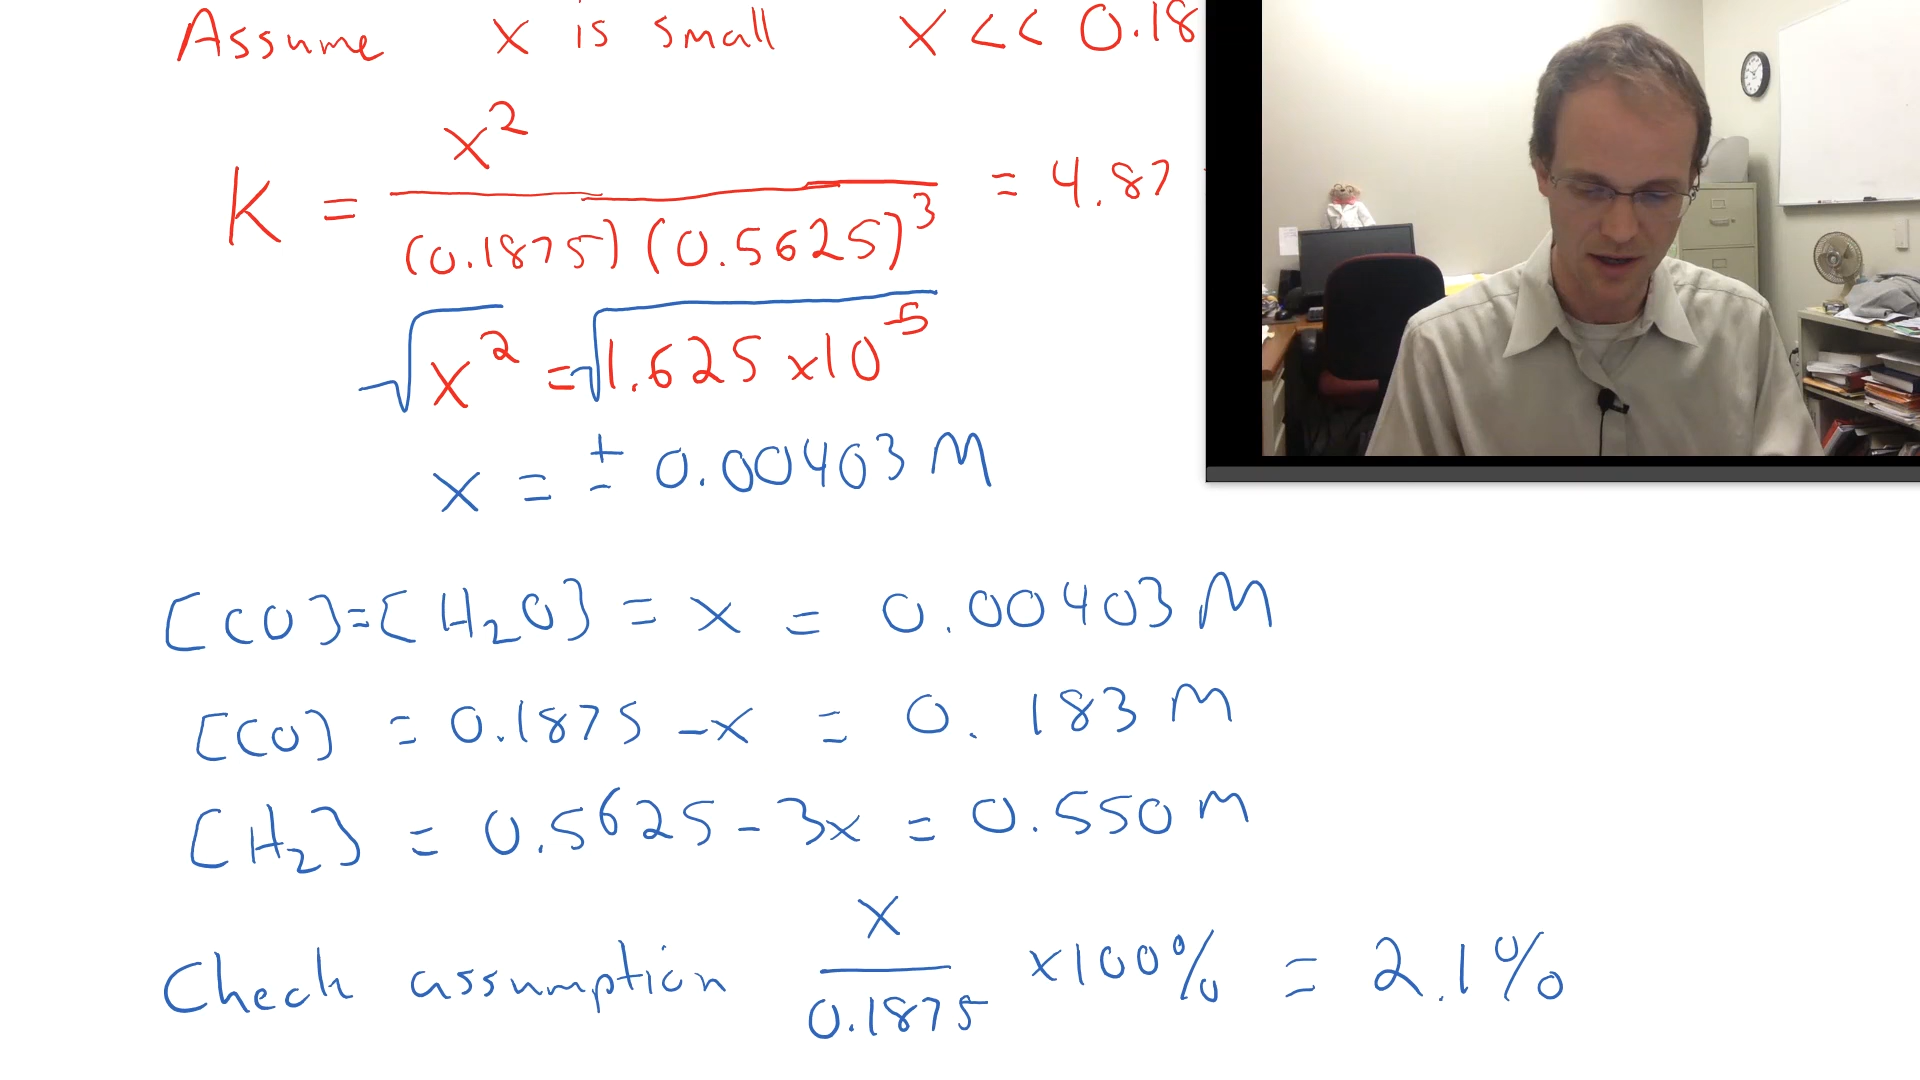 Assume x is small x << 0.18
K = x² / (0.1875)(0.5625)³ = 4.87
√x² = √1.625 x10⁻⁵
x = ± 0.00403 M
[CO]=[H₂O] = x = 0.00403 M
[CO] = 0.1875 - x = 0.183 M
[H₂] = 0.5625 - 3x = 0.550 M
Check assumption x / 0.1875 x100% = 2.1%